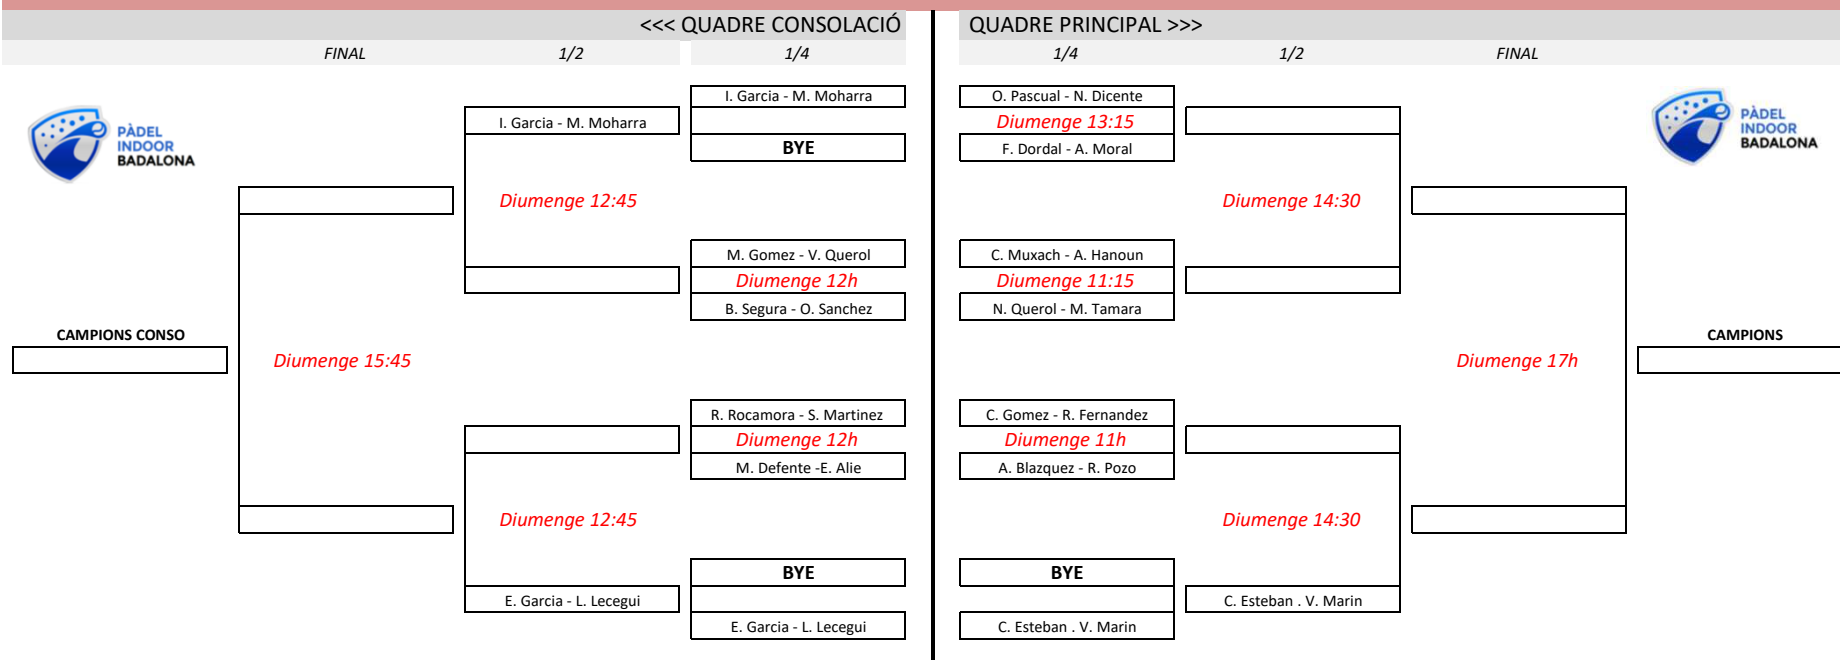 <<< QUADRE CONSOLACIÓ
QUADRE PRINCIPAL >>>
FINAL
1/2
1/4
1/4
1/2
FINAL
I. Garcia - M. Moharra
O. Pascual - N. Dicente
PÀDEL
INDOOR
BADALONA
I. Garcia - M. Moharra
Diumenge 13:15
PÀDEL
INDOOR
BADALONA
BYE
F. Dordal - A. Moral
Diumenge 12:45
Diumenge 14:30
M. Gomez - V. Querol
C. Muxach - A. Hanoun
Diumenge 12h
Diumenge 11:15
B. Segura - O. Sanchez
N. Querol - M. Tamara
CAMPIONS CONSO
CAMPIONS
Diumenge 15:45
Diumenge 17h
R. Rocamora - S. Martinez
C. Gomez - R. Fernandez
Diumenge 12h
Diumenge 11h
M. Defente -E. Alie
A. Blazquez - R. Pozo
Diumenge 12:45
Diumenge 14:30
BYE
BYE
E. Garcia - L. Lecegui
C. Esteban . V. Marin
E. Garcia - L. Lecegui
C. Esteban . V. Marin